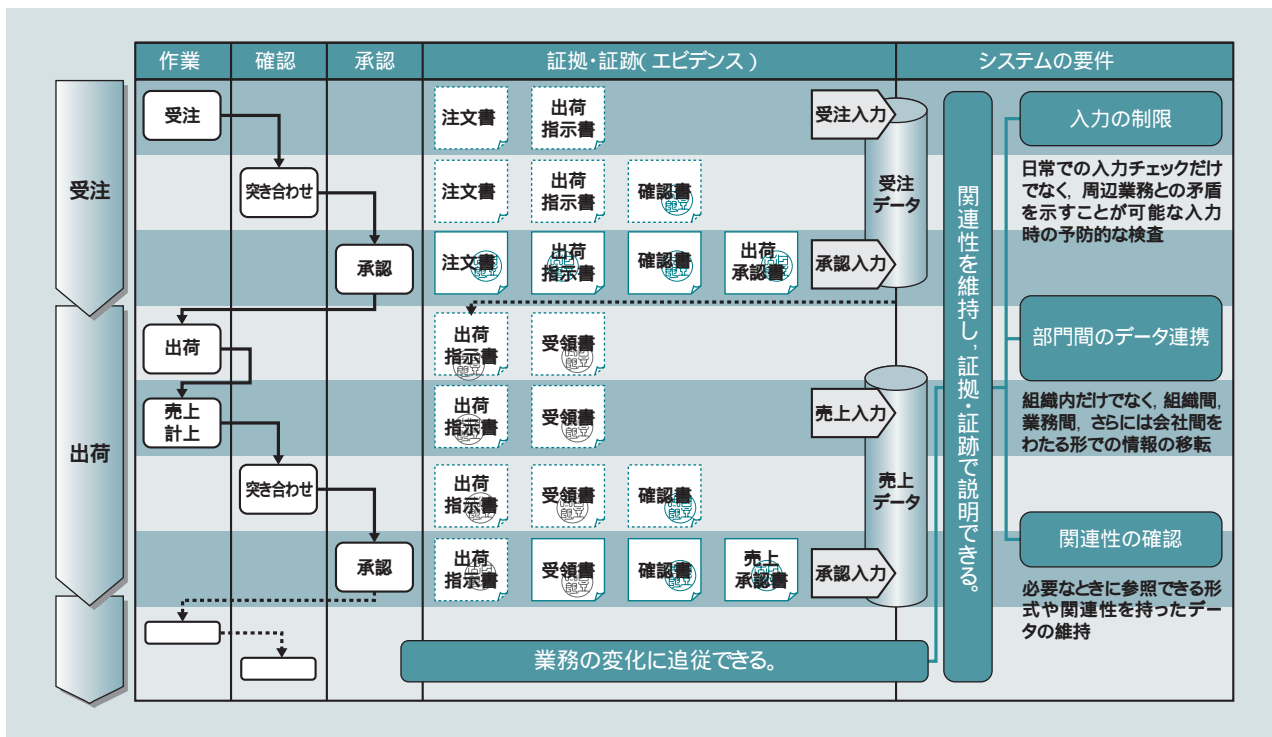 作業
確認
承認
証拠・証跡(エビデンス)
システムの要件
受注
受注
注文書
出荷
指示書
受注入力
突き合わせ
注文書
出荷
指示書
確認書
受注
データ
承認
注文書
出荷
指示書
確認書
出荷
承認書
承認入力
出荷
出荷
出荷
指示書
受領書
売上
計上
出荷
指示書
受領書
売上入力
突き合わせ
出荷
指示書
受領書
確認書
売上
データ
承認
出荷
指示書
受領書
確認書
売上
承認書
承認入力
業務の変化に追従できる。
関連性を維持し,証拠・証跡で説明できる。
入力の制限
日常での入力チェックだけ
でなく, 周辺業務との矛盾
を示すことが可能な入力
時の予防的な検査
部門間のデータ連携
組織内だけでなく, 組織間,
業務間, さらには会社間を
わたる形での情報の移転
関連性の確認
必要なときに参照できる形
式や関連性を持ったデー
タの維持